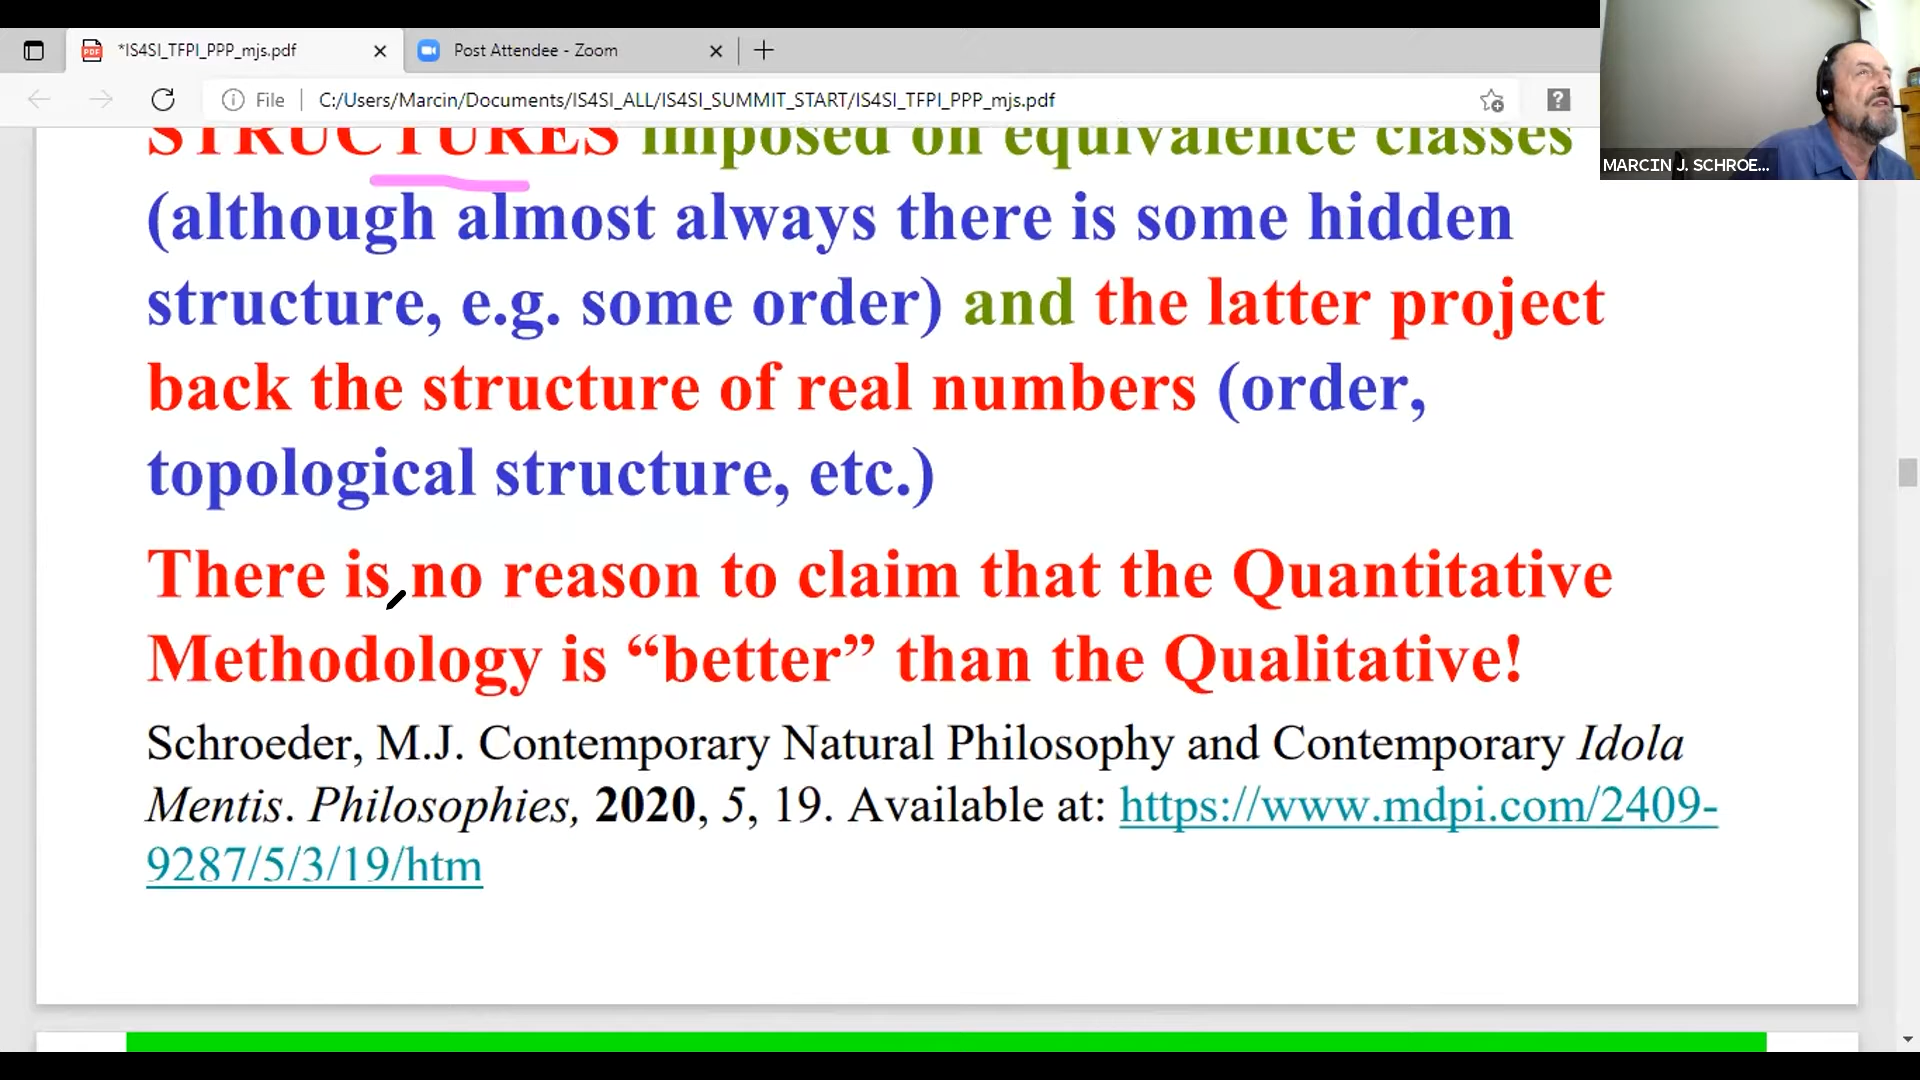 *IS4SI_TFPI_PPP_mjs.pdf
Post Attendee - Zoom
File
C:/Users/Marcin/Documents/IS4SI_ALL/IS4SI_SUMMIT_START/IS4SI_TFPI_PPP_mjs.pdf
MARCIN J. SCHROE...
STRUCTURES imposed on equivalence classes
(although almost always there is some hidden
structure, e.g. some order) and the latter project
back the structure of real numbers (order,
topological structure, etc.)
There is no reason to claim that the Quantitative
Methodology is “better” than the Qualitative!
Schroeder, M.J. Contemporary Natural Philosophy and Contemporary Idola
Mentis. Philosophies, 2020, 5, 19. Available at: https://www.mdpi.com/2409-
9287/5/3/19/htm